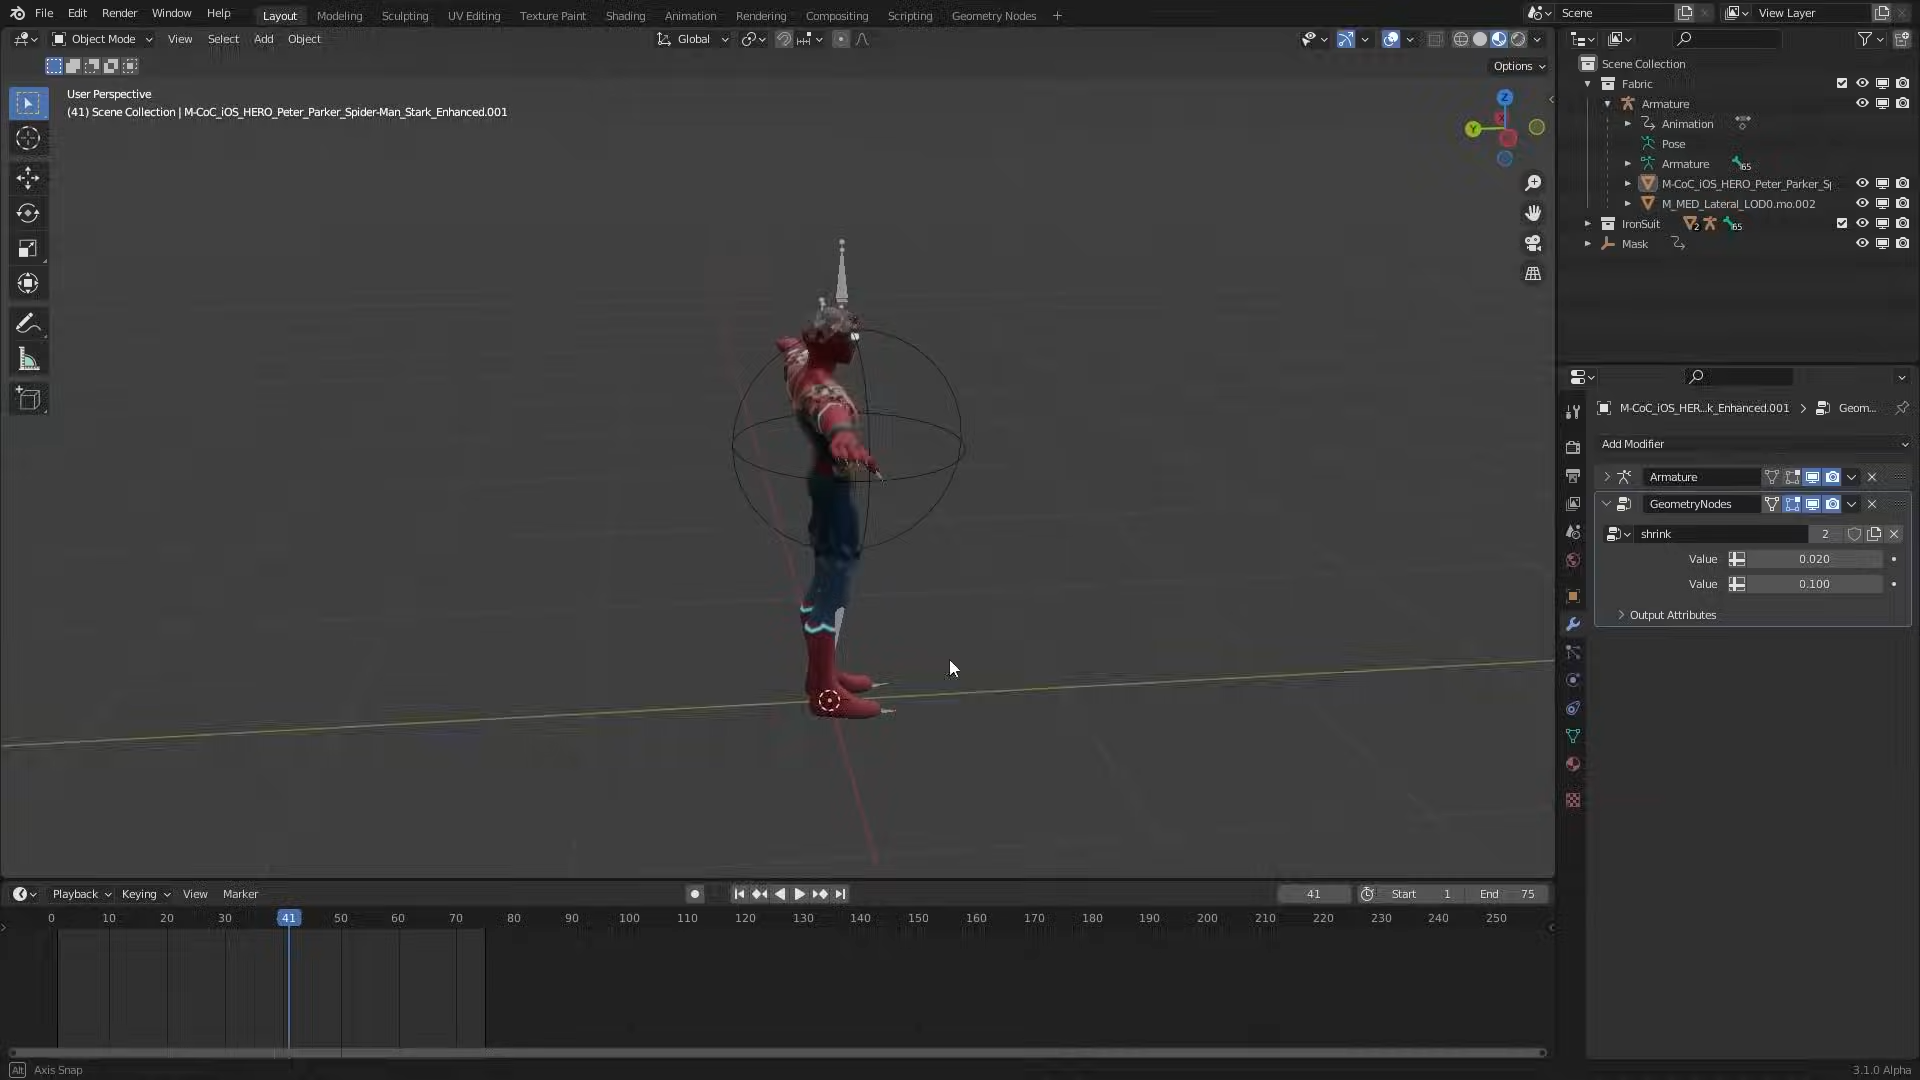 File Edit Render Window Help Layout Modeling Sculpting UV Editing Texture Paint Shading Animation Rendering Compositing Scripting Geometry Nodes + Scene View Layer
Object Mode View Select Add Object Global
Options
User Perspective
(41) Scene Collection | M-CoC_iOS_HERO_Peter_Parker_Spider-Man_Stark_Enhanced.001
Z
Y
X
Scene Collection
Fabric
Armature
Animation
Pose
Armature 65
M-CoC_iOS_HERO_Peter_Parker_Sp
M_MED_Lateral_LOD0.mo.002
IronSuit 2 65
Mask
M-CoC_iOS_HER...k_Enhanced.001 > Geom...
Add Modifier
Armature
GeometryNodes
shrink 2
Value 0.020
Value 0.100
Output Attributes
Playback Keying View Marker 41 Start 1 End 75
0 10 20 30 41 50 60 70 80 90 100 110 120 130 140 150 160 170 180 190 200 210 220 230 240 250
Alt Axis Snap 3.1.0 Alpha